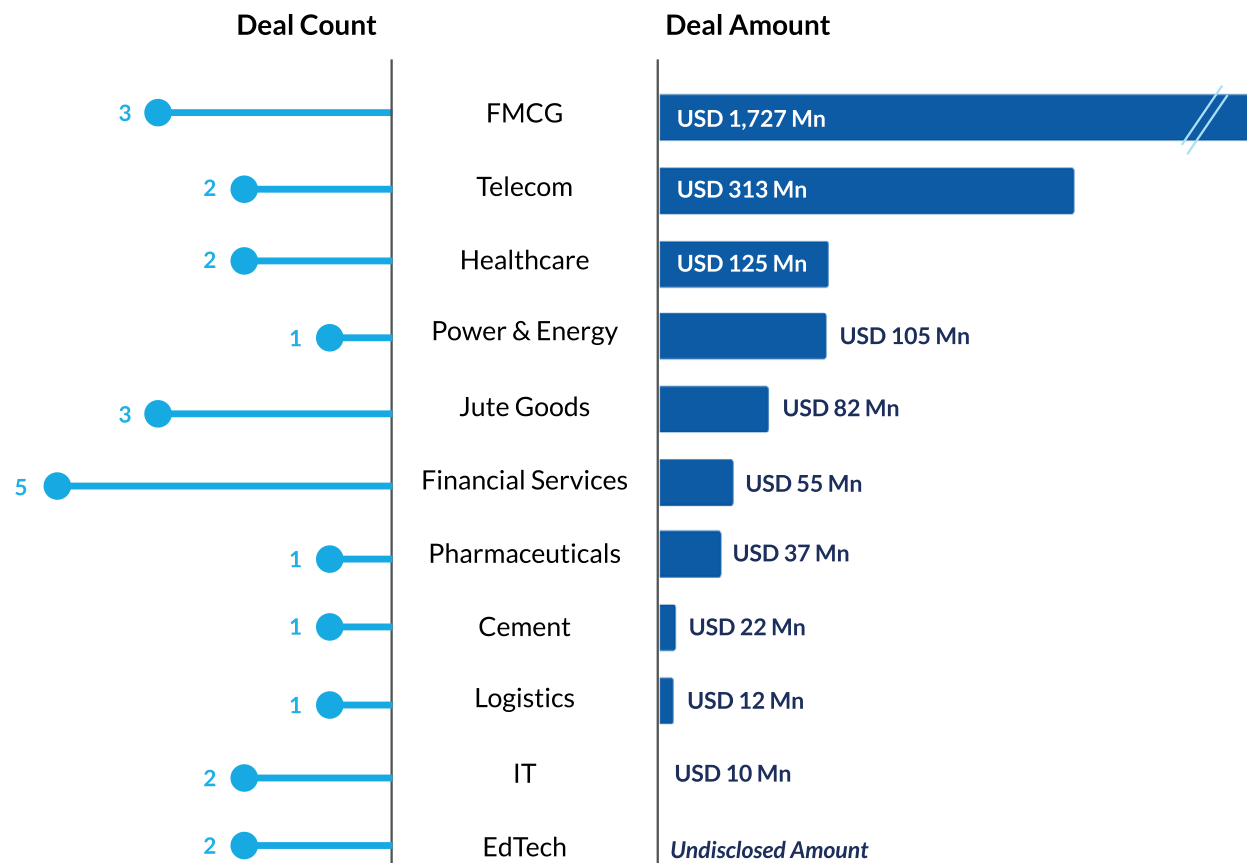 Deal Count Deal Amount
3 FMCG USD 1,727 Mn
2 Telecom USD 313 Mn
2 Healthcare USD 125 Mn
1 Power & Energy USD 105 Mn
3 Jute Goods USD 82 Mn
5 Financial Services USD 55 Mn
1 Pharmaceuticals USD 37 Mn
1 Cement USD 22 Mn
1 Logistics USD 12 Mn
2 IT USD 10 Mn
2 EdTech Undisclosed Amount